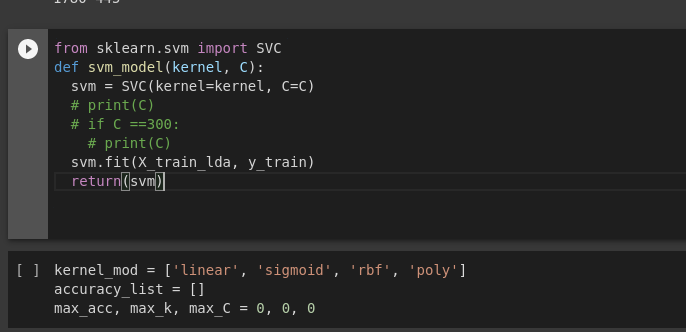 from sklearn.svm import SVC
def svm_model(kernel, C):
  svm = SVC(kernel=kernel, C=C)
  # print(C)
  # if C ==300:
    # print(C)
  svm.fit(X_train_lda, y_train)
  return(svm)
[ ] kernel_mod = ['linear', 'sigmoid', 'rbf', 'poly']
accuracy_list = []
max_acc, max_k, max_C = 0, 0, 0